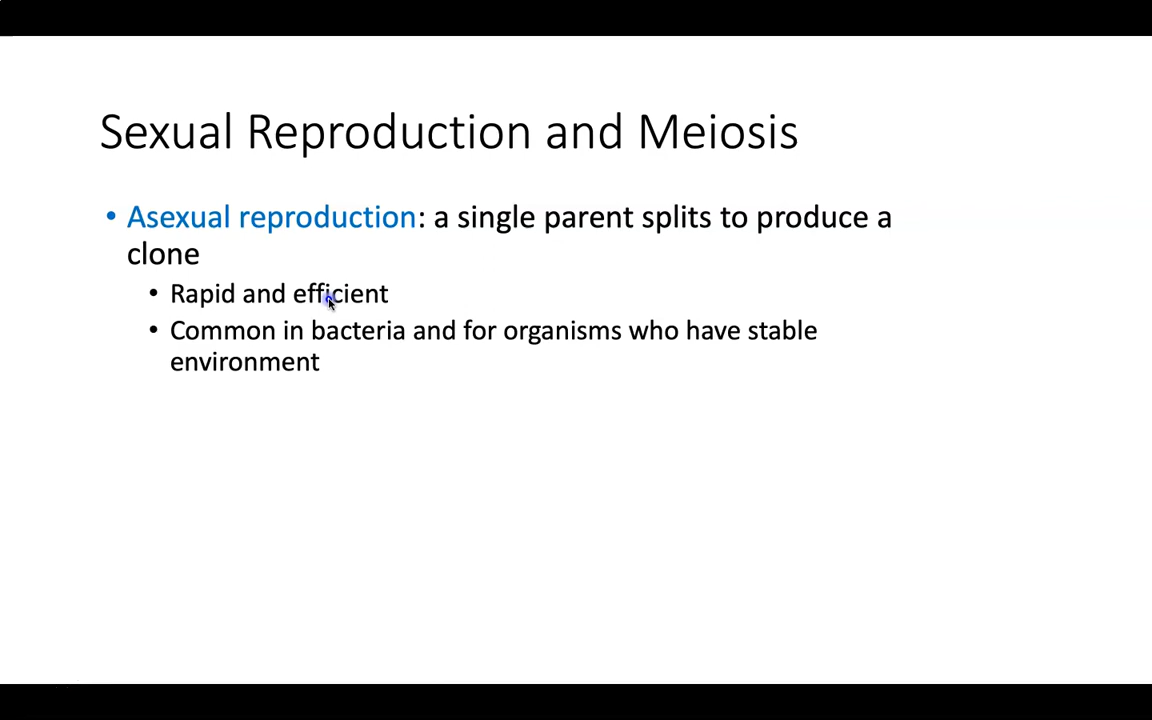 Sexual Reproduction and Meiosis
• Asexual reproduction: a single parent splits to produce a
clone
• Rapid and efficient
• Common in bacteria and for organisms who have stable
environment